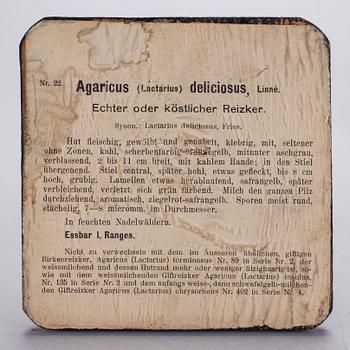 Nr. 22. Agaricus (Lactarius) deliciosus, Linné.
Echter oder köstlicher Reizker.
Synon.: Lactarius deliciosus, Fries.
Hut fleischig, gewölbt und genabelt, klebrig, mit, seltener
ohne Zonen, kahl, scherbenfarbig-orangegelb, mitunter aschgrau,
verblassend, 2 bis 11 cm breit, mit kahlem Rande; in den Stiel
übergehend. Stiel central, später hohl, etwas gefleckt, bis 8 cm
hoch, grubig. Lamellen etwas herablaufend, safrangelb, später
verbleichend, verletzt sich grün färbend. Milch den ganzen Pilz
durchziehend, aromatisch, ziegelrot-safrangelb. Sporen meist rund,
stachelig, 7—8 micromm. im Durchmesser.
In feuchten Nadelwäldern.
Essbar I. Ranges.
Nicht zu verwechseln mit dem im Äusseren ähnlichen, giftigen
Birkenreizker, Agaricus (Lactarius) torminosus Nr. 89 in Serie Nr. 2, der
weissmilchend und dessen Hutrand mehr oder weniger filzighaarig ist, so-
wie mit dem weissmilchenden Giftreizker Agaricus (Lactarius) insulsus,
Nr. 135 in Serie Nr. 2 und dem anfangs weiss-, dann schwefelgelb-milchen-
den Giftreizker Agaricus (Lactarius) chrysorheus Nr. 402 in Serie Nr. 4.